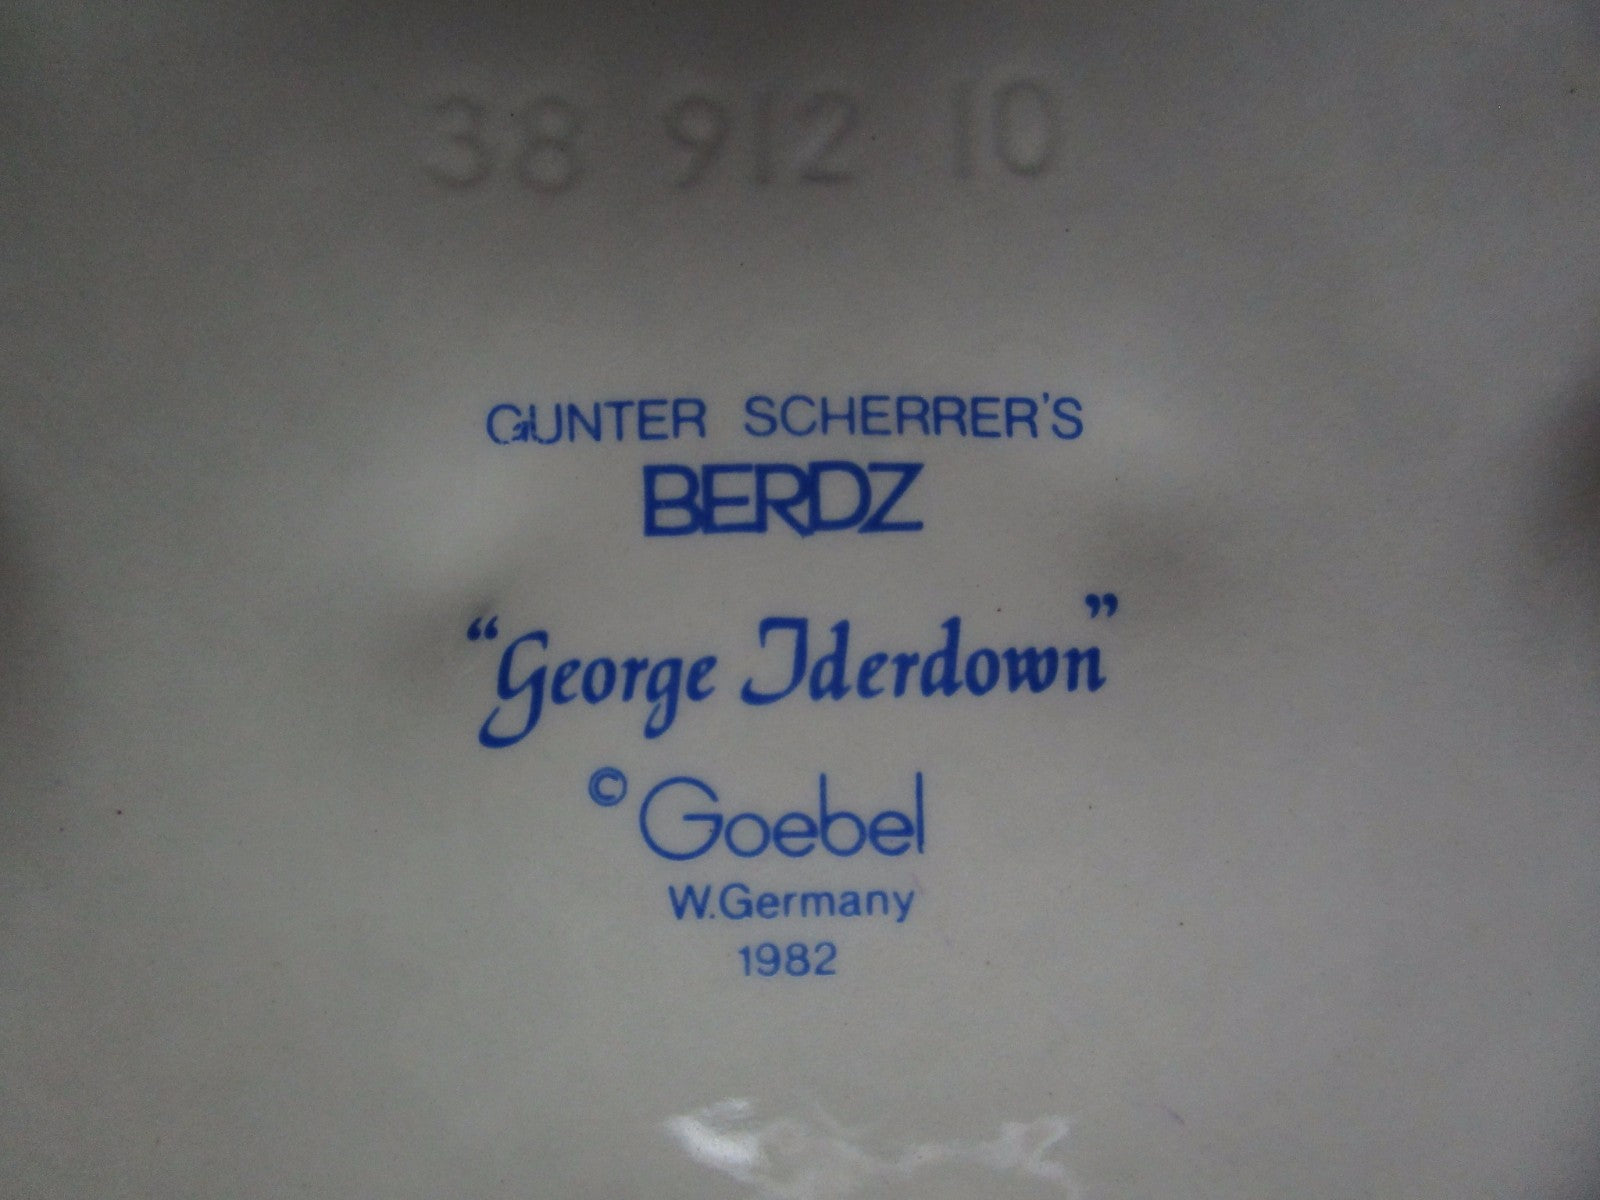 38 912 10
GUNTER SCHERRER'S
BERDZ
“George Iderdown”
© Goebel
W.Germany
1982